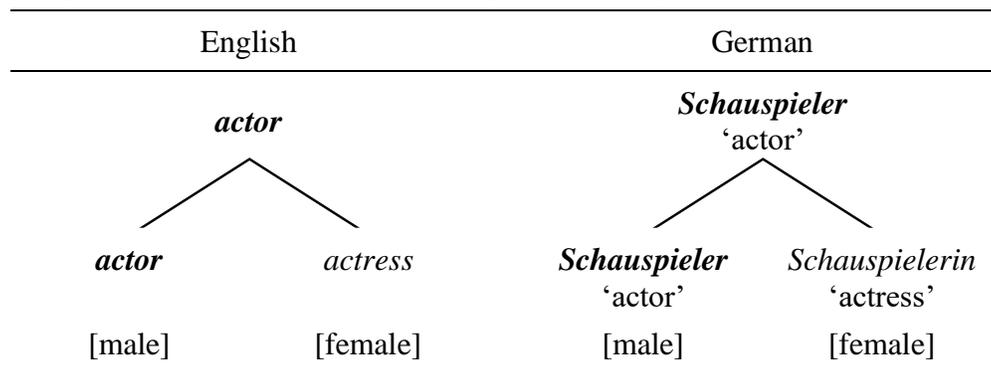 English German
actor Schauspieler
‘actor’
actor actress Schauspieler Schauspielerin
‘actor’ ‘actress’
[male] [female] [male] [female]